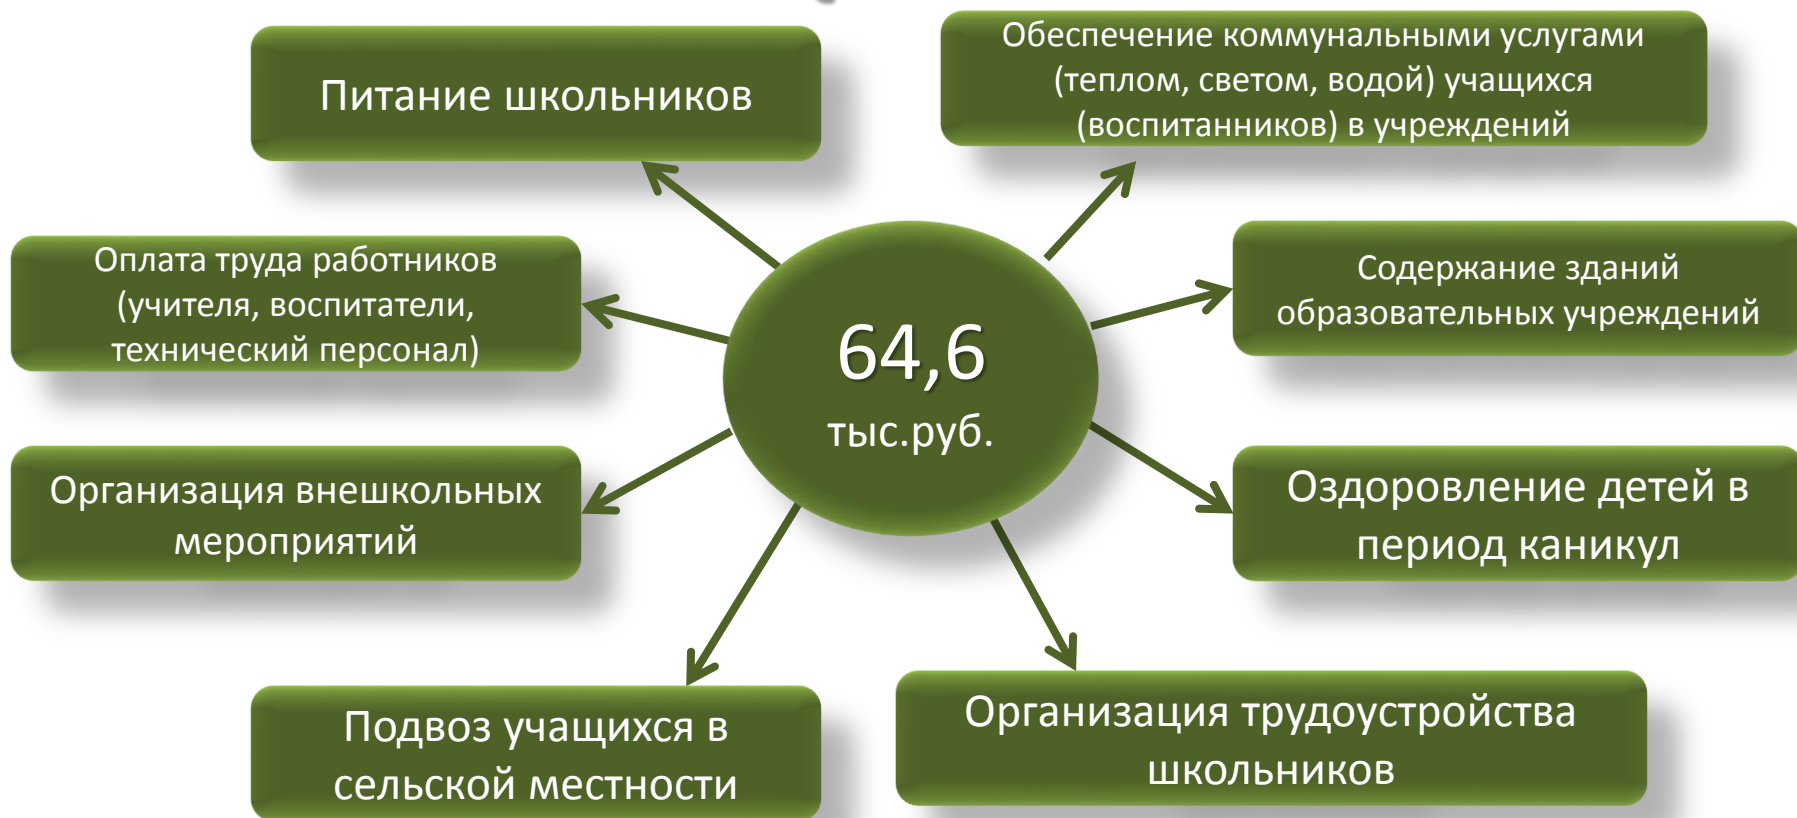 Питание школьников
Обеспечение коммунальными услугами
(теплом, светом, водой) учащихся
(воспитанников) в учреждений
Оплата труда работников
(учителя, воспитатели,
технический персонал)
64,6
тыс.руб.
Содержание зданий
образовательных учреждений
Организация внешкольных
мероприятий
Оздоровление детей в
период каникул
Подвоз учащихся в
сельской местности
Организация трудоустройства
школьников